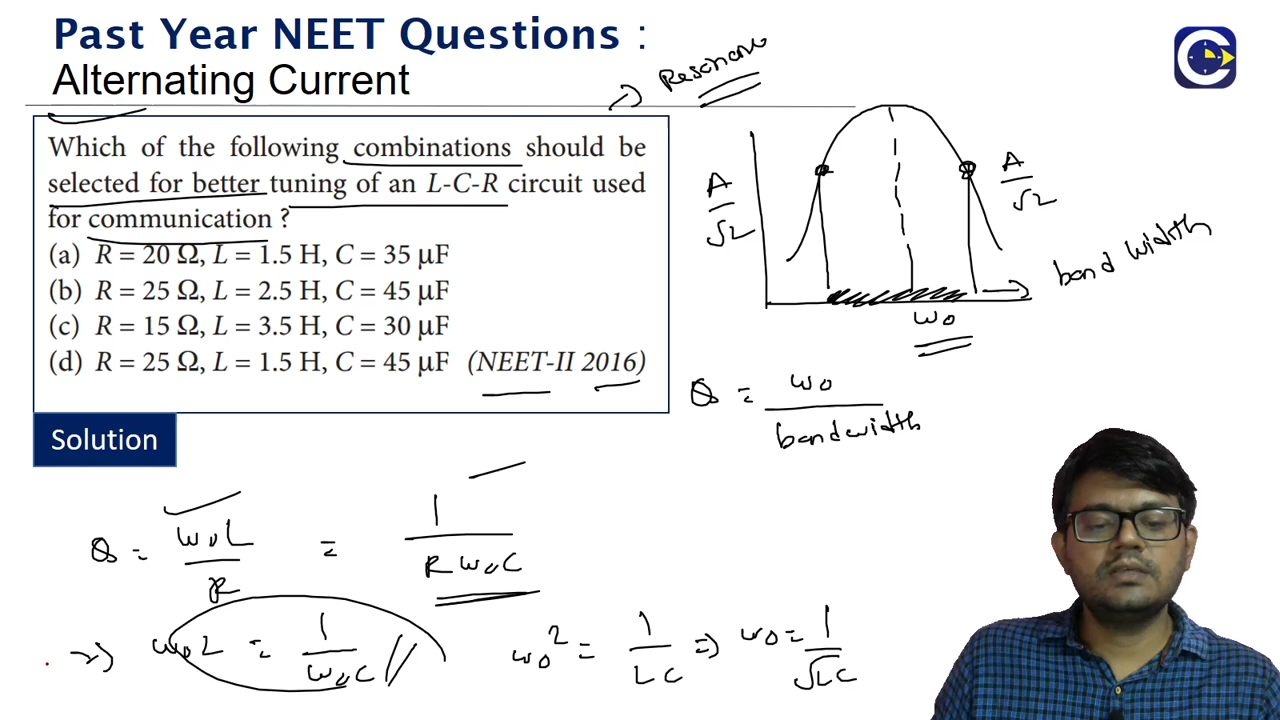 Past Year NEET Questions :
Alternating Current
→ Resonance
Which of the following combinations should be
selected for better tuning of an L-C-R circuit used
for communication ?
(a) R = 20 Ω, L = 1.5 H, C = 35 μF
(b) R = 25 Ω, L = 2.5 H, C = 45 μF
(c) R = 15 Ω, L = 3.5 H, C = 30 μF
(d) R = 25 Ω, L = 1.5 H, C = 45 μF (NEET-II 2016)
A/√2
A/√2
band width
ω₀
Q = ω₀/bandwidth
Solution
Q = ω₀L/R = 1/Rω₀C
⇒ ω₀L = 1/ω₀C //
ω₀² = 1/LC ⇒ ω₀ = 1/√LC